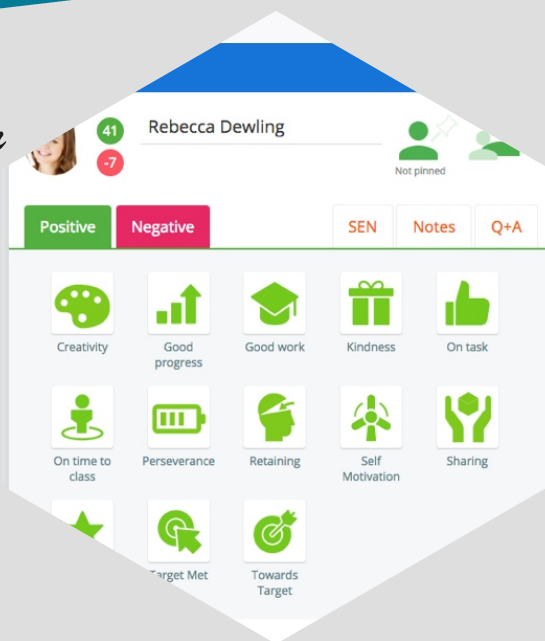 41
Rebecca Dewling
-7
Not pinned
Positive Negative SEN Notes Q+A
Creativity Good progress Good work Kindness On task
On time to class Perseverance Retaining Self Motivation Sharing
Target Met Towards Target